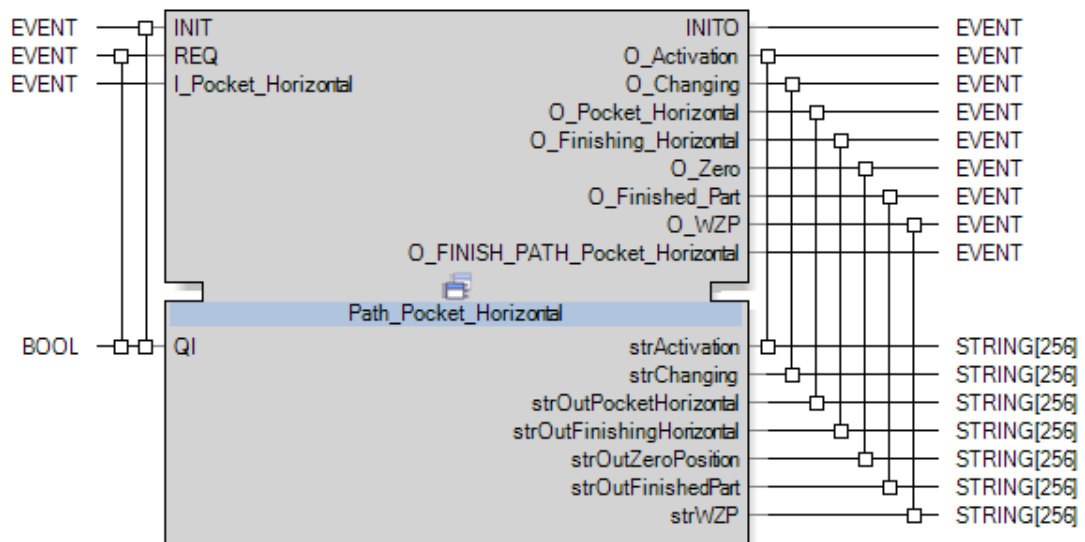 EVENT INIT INITO EVENT
EVENT REQ O_Activation EVENT
EVENT I_Pocket_Horizontal O_Changing EVENT
O_Pocket_Horizontal EVENT
O_Finishing_Horizontal EVENT
O_Zero EVENT
O_Finished_Part EVENT
O_WZP EVENT
O_FINISH_PATH_Pocket_Horizontal EVENT
Path_Pocket_Horizontal
BOOL QI strActivation STRING[256]
strChanging STRING[256]
strOutPocketHorizontal STRING[256]
strOutFinishingHorizontal STRING[256]
strOutZeroPosition STRING[256]
strOutFinishedPart STRING[256]
strWZP STRING[256]